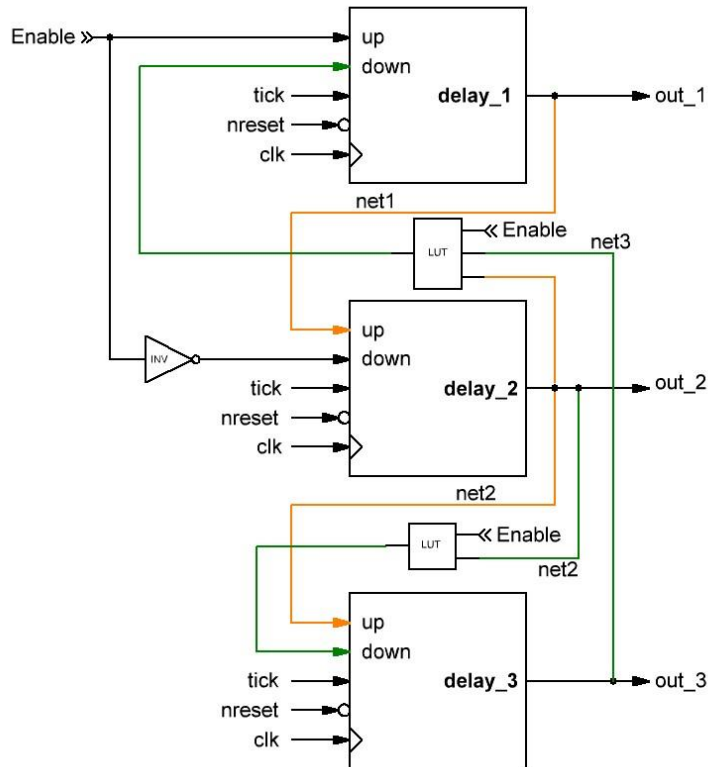 Enable
up
down
tick
delay_1
out_1
nreset
clk
net1
Enable
LUT
net3
up
INV
down
tick
delay_2
out_2
nreset
clk
net2
Enable
LUT
net2
up
down
tick
delay_3
out_3
nreset
clk